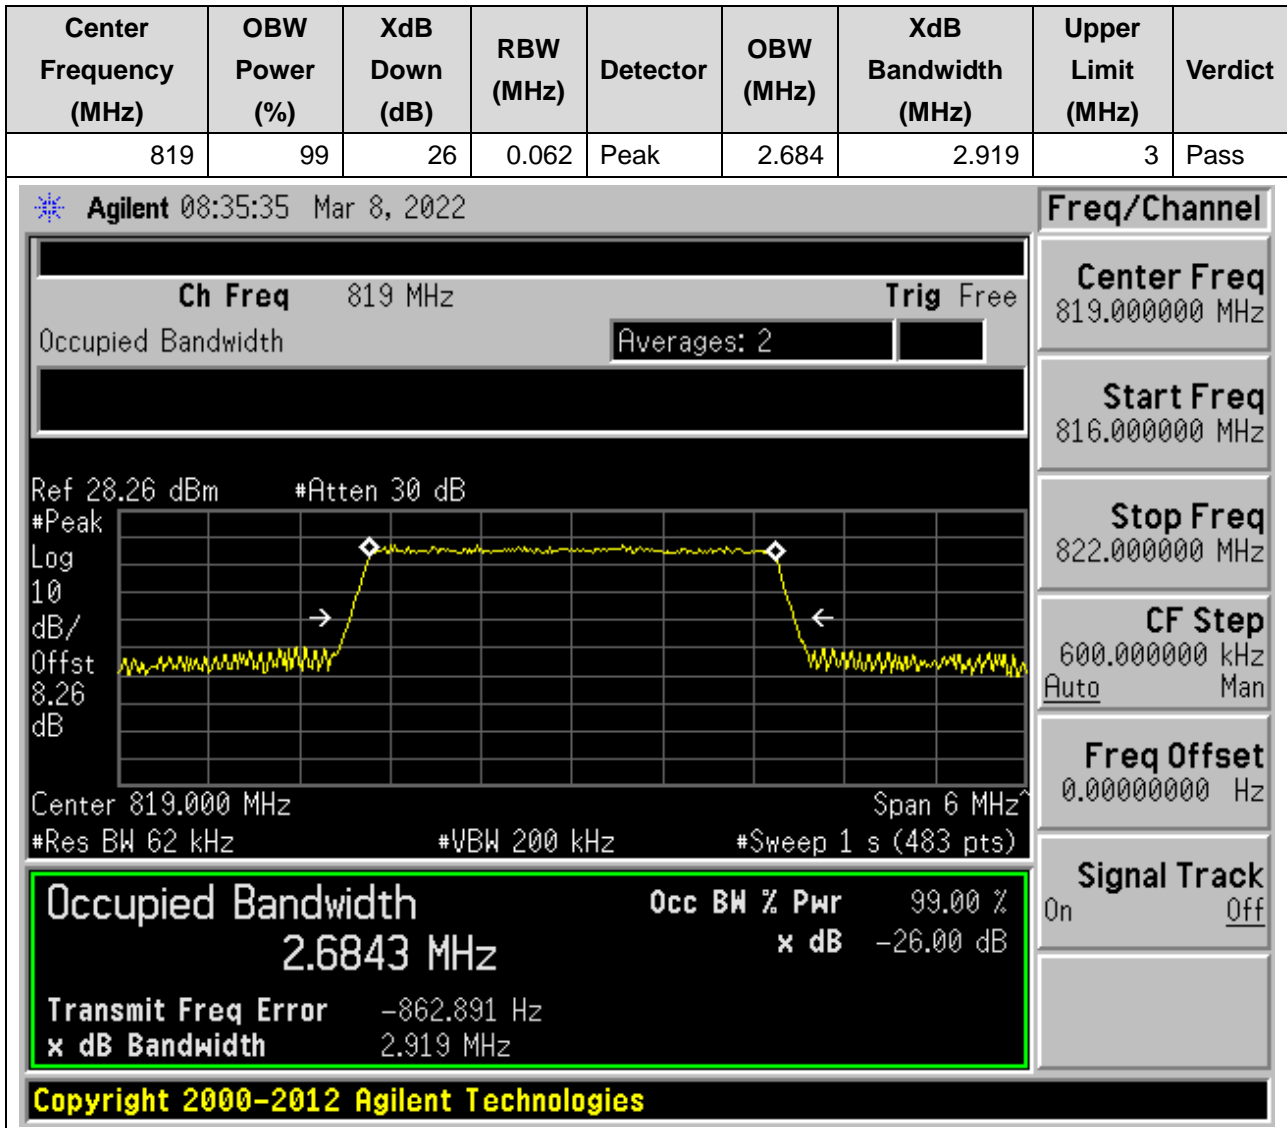 Center Frequency (MHz) OBW Power (%) XdB Down (dB) RBW (MHz) Detector OBW (MHz) XdB Bandwidth (MHz) Upper Limit (MHz) Verdict
819 99 26 0.062 Peak 2.684 2.919 3 Pass
Agilent 08:35:35 Mar 8, 2022
Ch Freq 819 MHz Trig Free
Occupied Bandwidth Averages: 2
Ref 28.26 dBm #Atten 30 dB
#Peak
Log
10
dB/
Offst
8.26
dB
Center 819.000 MHz Span 6 MHz^
#Res BW 62 kHz #VBW 200 kHz #Sweep 1 s (483 pts)
Occupied Bandwidth Occ BW % Pwr 99.00 %
2.6843 MHz x dB -26.00 dB
Transmit Freq Error -862.891 Hz
x dB Bandwidth 2.919 MHz
Copyright 2000-2012 Agilent Technologies
Freq/Channel
Center Freq
819.000000 MHz
Start Freq
816.000000 MHz
Stop Freq
822.000000 MHz
CF Step
600.000000 kHz
Auto Man
Freq Offset
0.00000000 Hz
Signal Track
On Off